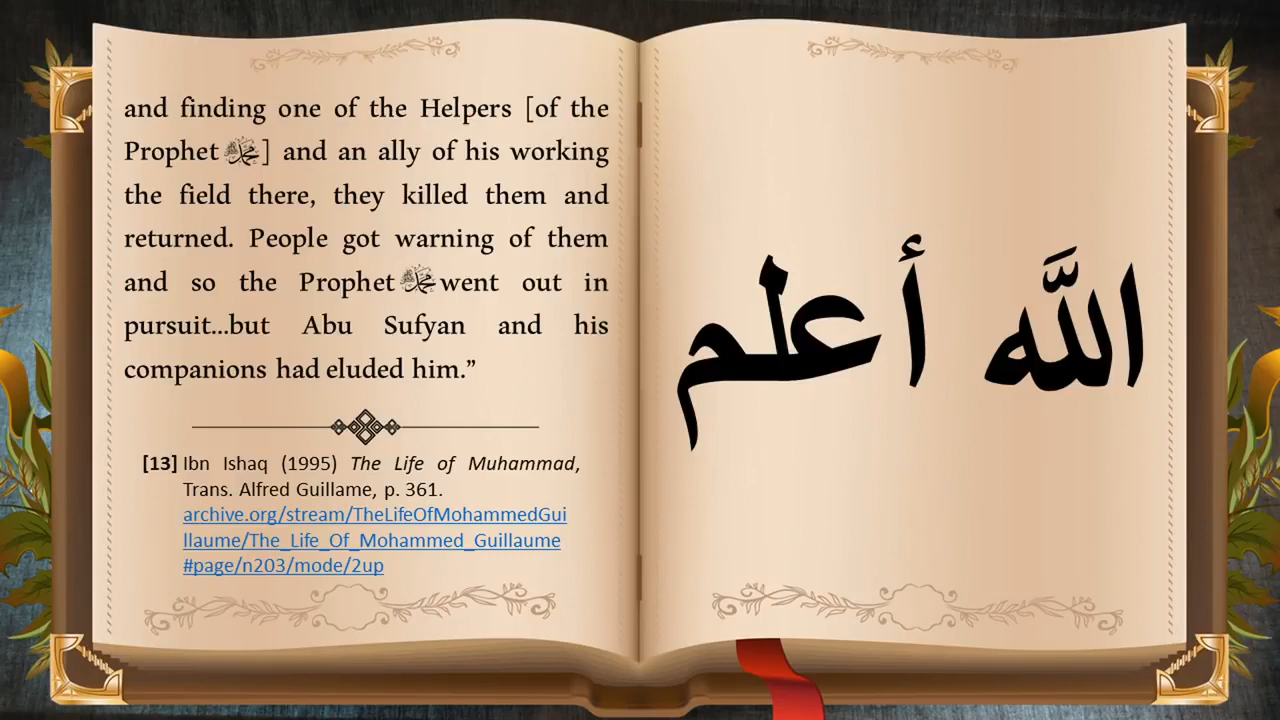 and finding one of the Helpers [of the
Prophet ﷺ] and an ally of his working
the field there, they killed them and
returned. People got warning of them
and so the Prophet ﷺ went out in
pursuit...but Abu Sufyan and his
companions had eluded him.”
[13] Ibn Ishaq (1995) The Life of Muhammad,
Trans. Alfred Guillame, p. 361.
archive.org/stream/TheLifeOfMohammedGui
llaume/The_Life_Of_Mohammed_Guillaume
#page/n203/mode/2up
اللَّه أعلم